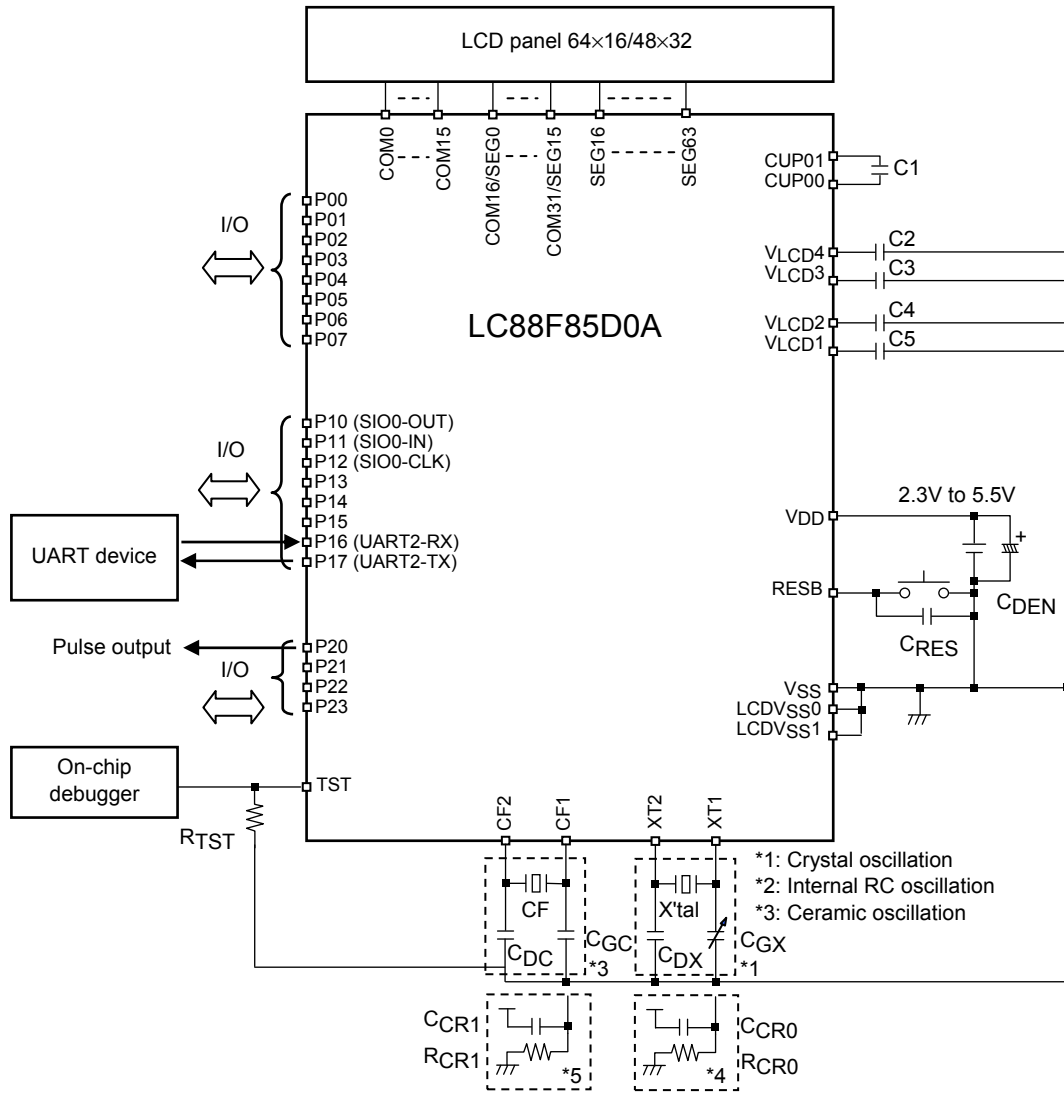 LCD panel 64×16/48×32
COM0
COM15
COM16/SEG0
COM31/SEG15
SEG16
SEG63
CUP01
CUP00
C1
P00
P01
P02
P03
P04
P05
P06
P07
I/O
LC88F85D0A
VLCD4
C2
VLCD3
C3
VLCD2
C4
VLCD1
C5
P10 (SIO0-OUT)
P11 (SIO0-IN)
P12 (SIO0-CLK)
P13
P14
P15
P16 (UART2-RX)
P17 (UART2-TX)
I/O
UART device
2.3V to 5.5V
VDD
+
CDEN
RESB
CRES
Pulse output
P20
P21
P22
P23
I/O
VSS
LCDVSS0
LCDVSS1
On-chip
debugger
TST
RTST
CF2
CF1
XT2
XT1
*1: Crystal oscillation
*2: Internal RC oscillation
*3: Ceramic oscillation
CF
CDC
CGC
*3
X'tal
CDX
CGX
*1
CCR1
RCR1
*5
CCR0
RCR0
*4